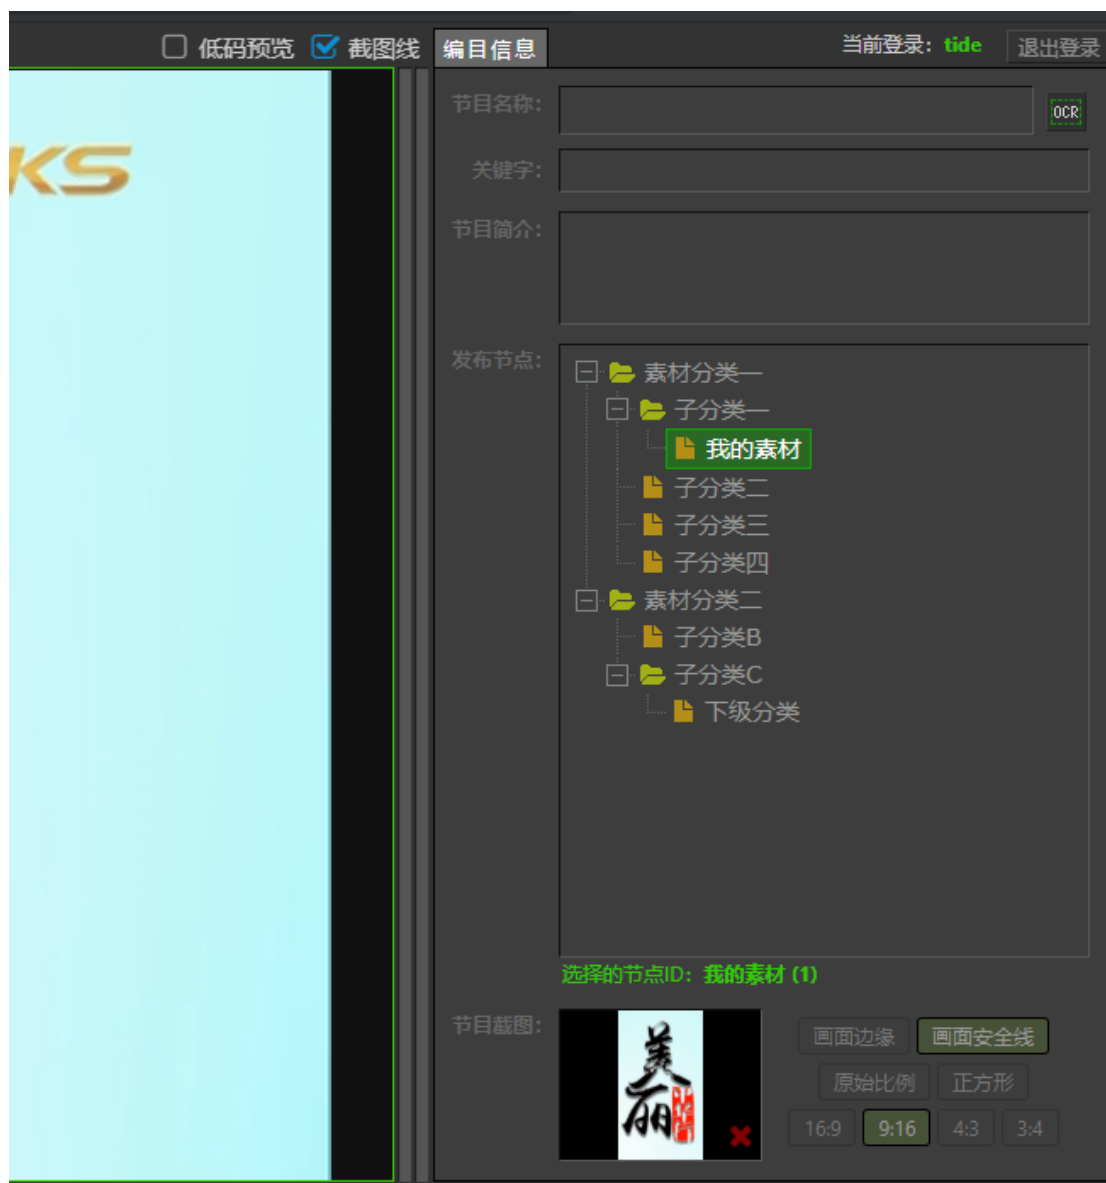 低码预览 截图线 编目信息 当前登录：tide 退出登录
KS
节目名称：
OCR
关键字：
节目简介：
发布节点：
素材分类一
子分类一
我的素材
子分类二
子分类三
子分类四
素材分类二
子分类B
子分类C
下级分类
选择的节点ID：我的素材 (1)
节目截图：
美丽
画面边缘 画面安全线
原始比例 正方形
16:9 9:16 4:3 3:4